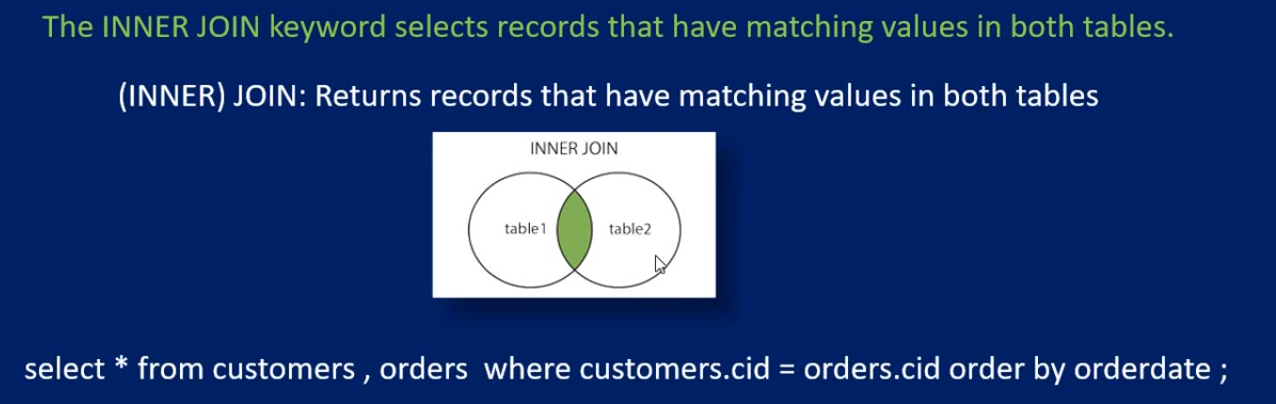 The INNER JOIN keyword selects records that have matching values in both tables.
(INNER) JOIN: Returns records that have matching values in both tables
INNER JOIN
table1 table2
select * from customers , orders where customers.cid = orders.cid order by orderdate ;